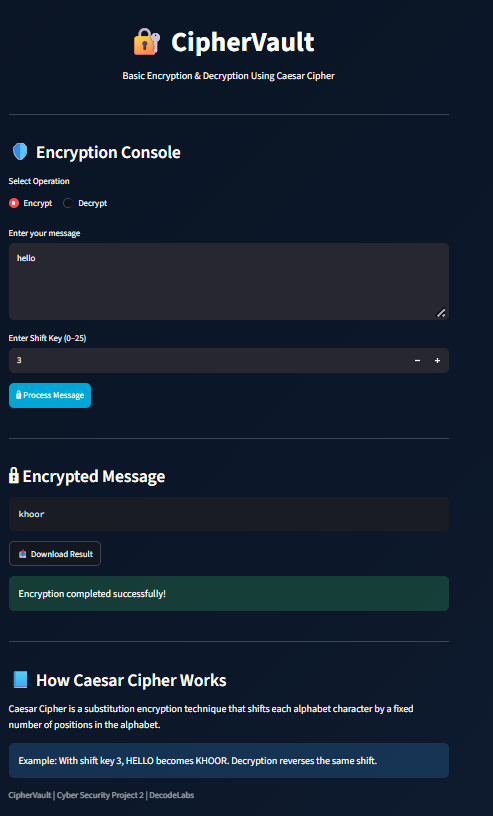 CipherVault
Basic Encryption & Decryption Using Caesar Cipher
Encryption Console
Select Operation
Encrypt Decrypt
Enter your message
hello
Enter Shift Key (0–25)
3 − +
Process Message
Encrypted Message
khoor
Download Result
Encryption completed successfully!
How Caesar Cipher Works
Caesar Cipher is a substitution encryption technique that shifts each alphabet character by a fixed
number of positions in the alphabet.
Example: With shift key 3, HELLO becomes KHOOR. Decryption reverses the same shift.
CipherVault | Cyber Security Project 2 | DecodeLabs